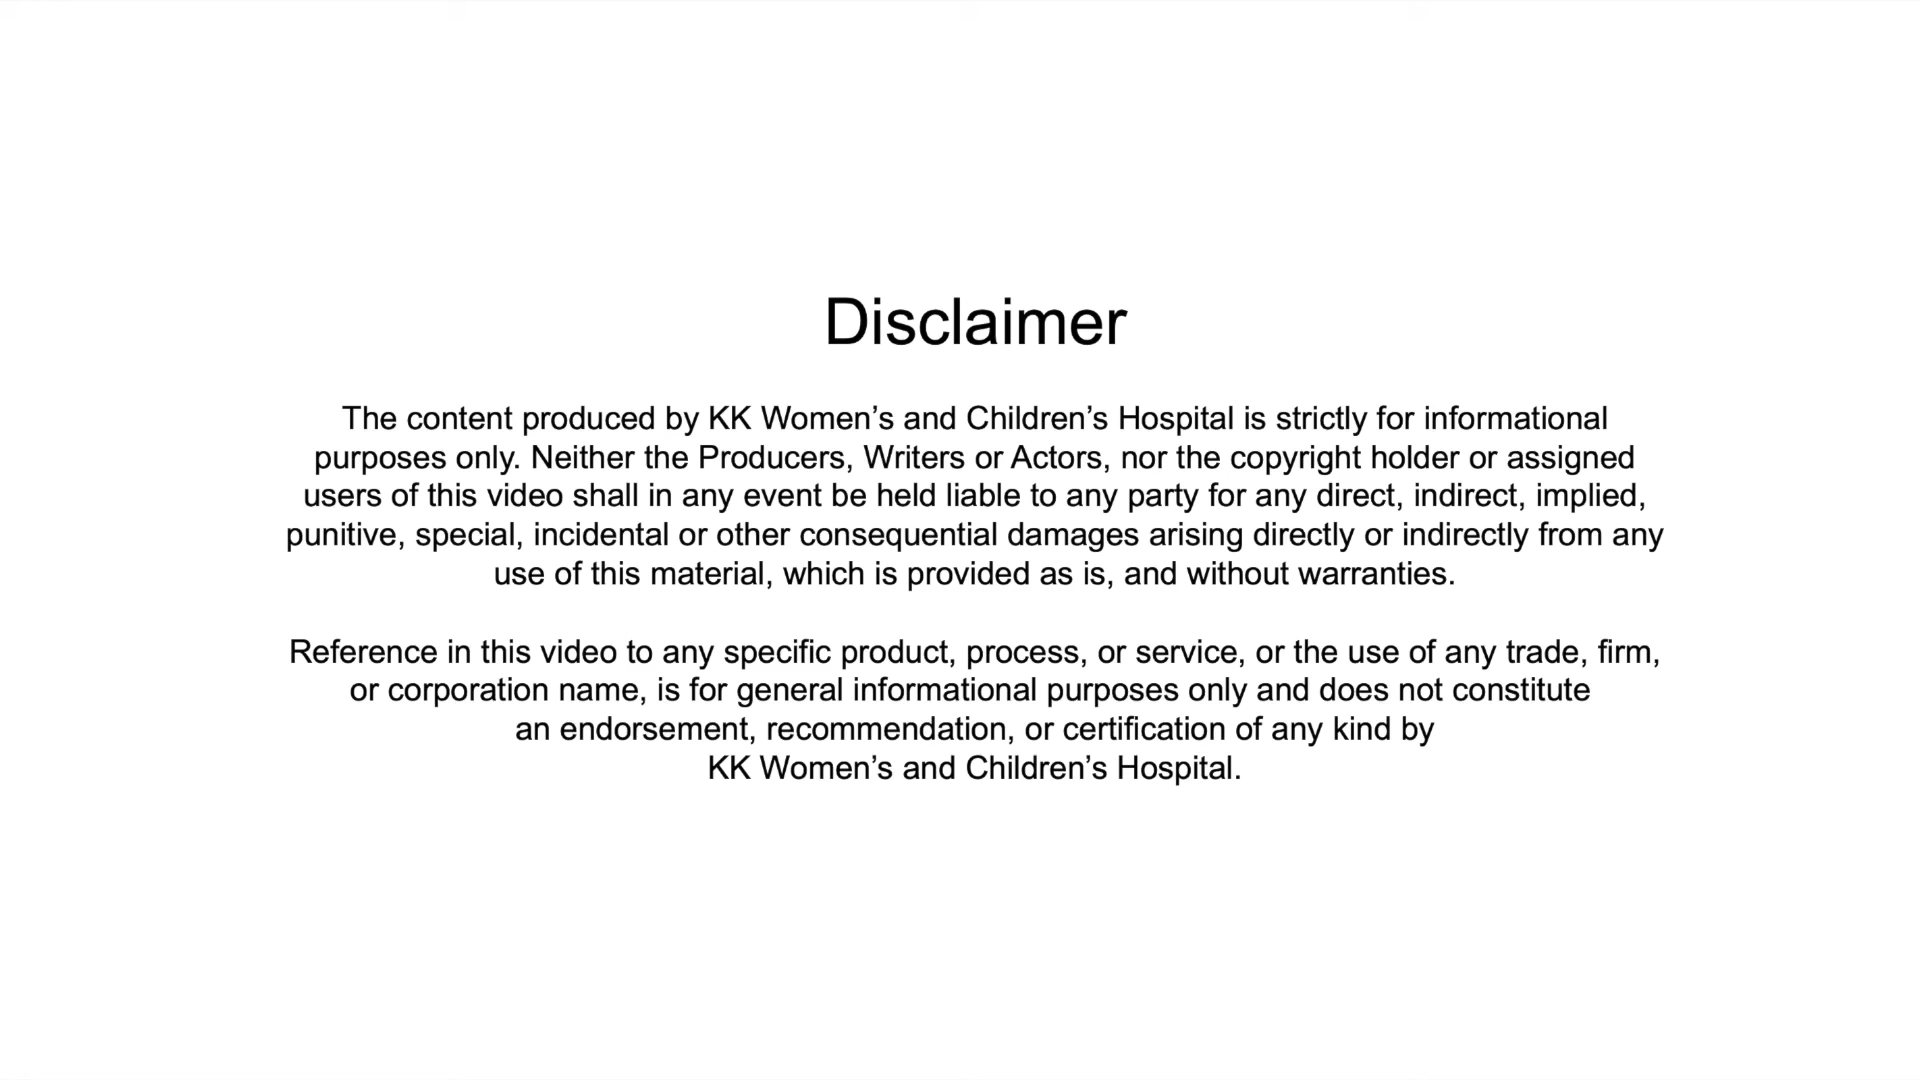 Disclaimer
The content produced by KK Women’s and Children’s Hospital is strictly for informational
purposes only. Neither the Producers, Writers or Actors, nor the copyright holder or assigned
users of this video shall in any event be held liable to any party for any direct, indirect, implied,
punitive, special, incidental or other consequential damages arising directly or indirectly from any
use of this material, which is provided as is, and without warranties.
Reference in this video to any specific product, process, or service, or the use of any trade, firm,
or corporation name, is for general informational purposes only and does not constitute
an endorsement, recommendation, or certification of any kind by
KK Women’s and Children’s Hospital.